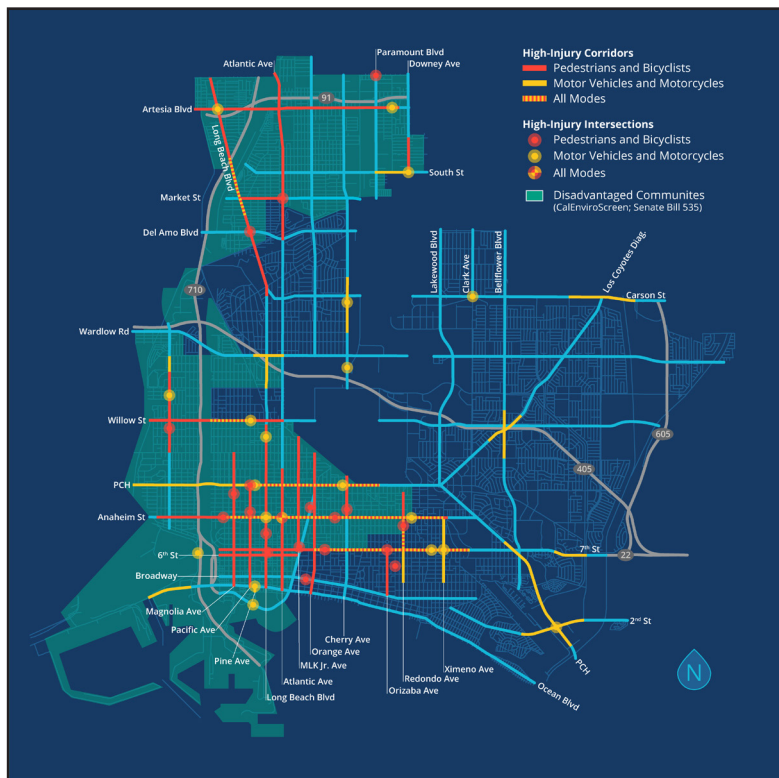 Paramount Blvd
Atlantic Ave
Downey Ave
High-Injury Corridors
Pedestrians and Bicyclists
Motor Vehicles and Motorcycles
All Modes
High-Injury Intersections
Pedestrians and Bicyclists
Motor Vehicles and Motorcycles
All Modes
Disadvantaged Communites
(CalEnviroScreen; Senate Bill 535)
91
Artesia Blvd
Long Beach Blvd
South St
Market St
Del Amo Blvd
Lakewood Blvd
Clark Ave
Bellflower Blvd
Los Coyotes Diag.
710
Carson St
Wardlow Rd
Willow St
605
405
PCH
Anaheim St
6th St
7th St
22
Broadway
Magnolia Ave
Pacific Ave
Pine Ave
Cherry Ave
Orange Ave
MLK Jr. Ave
Atlantic Ave
Long Beach Blvd
Ximeno Ave
Redondo Ave
Orizaba Ave
2nd St
PCH
Ocean Blvd
N